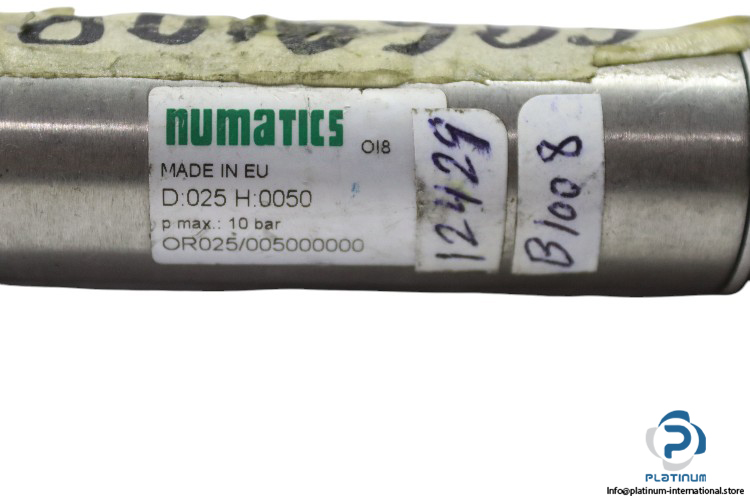 numatics
OI8
MADE IN EU
D:025 H:0050
p max.: 10 bar
OR025/005000000
12429
B1008
PLATINUM
Info@platinum-international.store